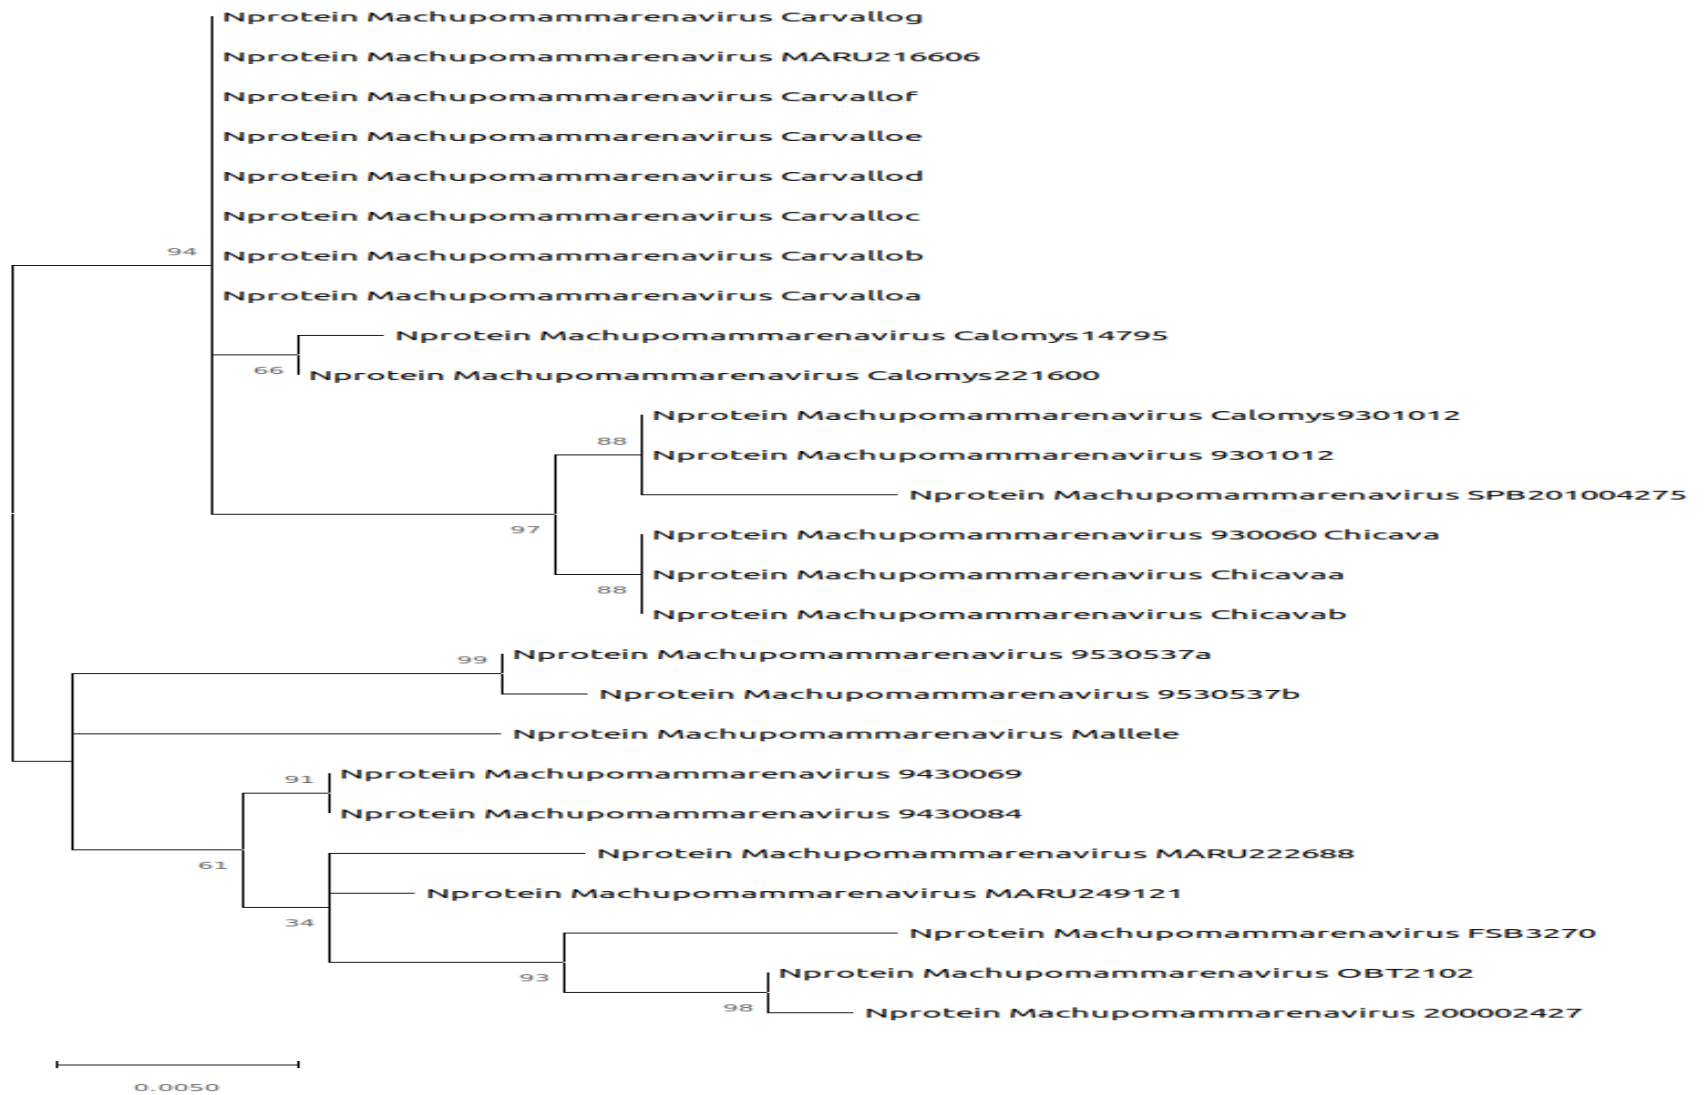 Nprotein Machupomammarenavirus Carvallog
Nprotein Machupomammarenavirus MARU216606
Nprotein Machupomammarenavirus Carvallof
Nprotein Machupomammarenavirus Carvalloe
Nprotein Machupomammarenavirus Carvallod
Nprotein Machupomammarenavirus Carvalloc
94
Nprotein Machupomammarenavirus Carvallob
Nprotein Machupomammarenavirus Carvalloa
Nprotein Machupomammarenavirus Calomys14795
66
Nprotein Machupomammarenavirus Calomys221600
Nprotein Machupomammarenavirus Calomys9301012
88
Nprotein Machupomammarenavirus 9301012
Nprotein Machupomammarenavirus SPB201004275
97
Nprotein Machupomammarenavirus 930060 Chicava
Nprotein Machupomammarenavirus Chicavaa
88
Nprotein Machupomammarenavirus Chicavab
99
Nprotein Machupomammarenavirus 9530537a
Nprotein Machupomammarenavirus 9530537b
Nprotein Machupomammarenavirus Mallele
91
Nprotein Machupomammarenavirus 9430069
Nprotein Machupomammarenavirus 9430084
Nprotein Machupomammarenavirus MARU222688
61
Nprotein Machupomammarenavirus MARU249121
34
Nprotein Machupomammarenavirus FSB3270
93
Nprotein Machupomammarenavirus OBT2102
98
Nprotein Machupomammarenavirus 200002427
0.0050